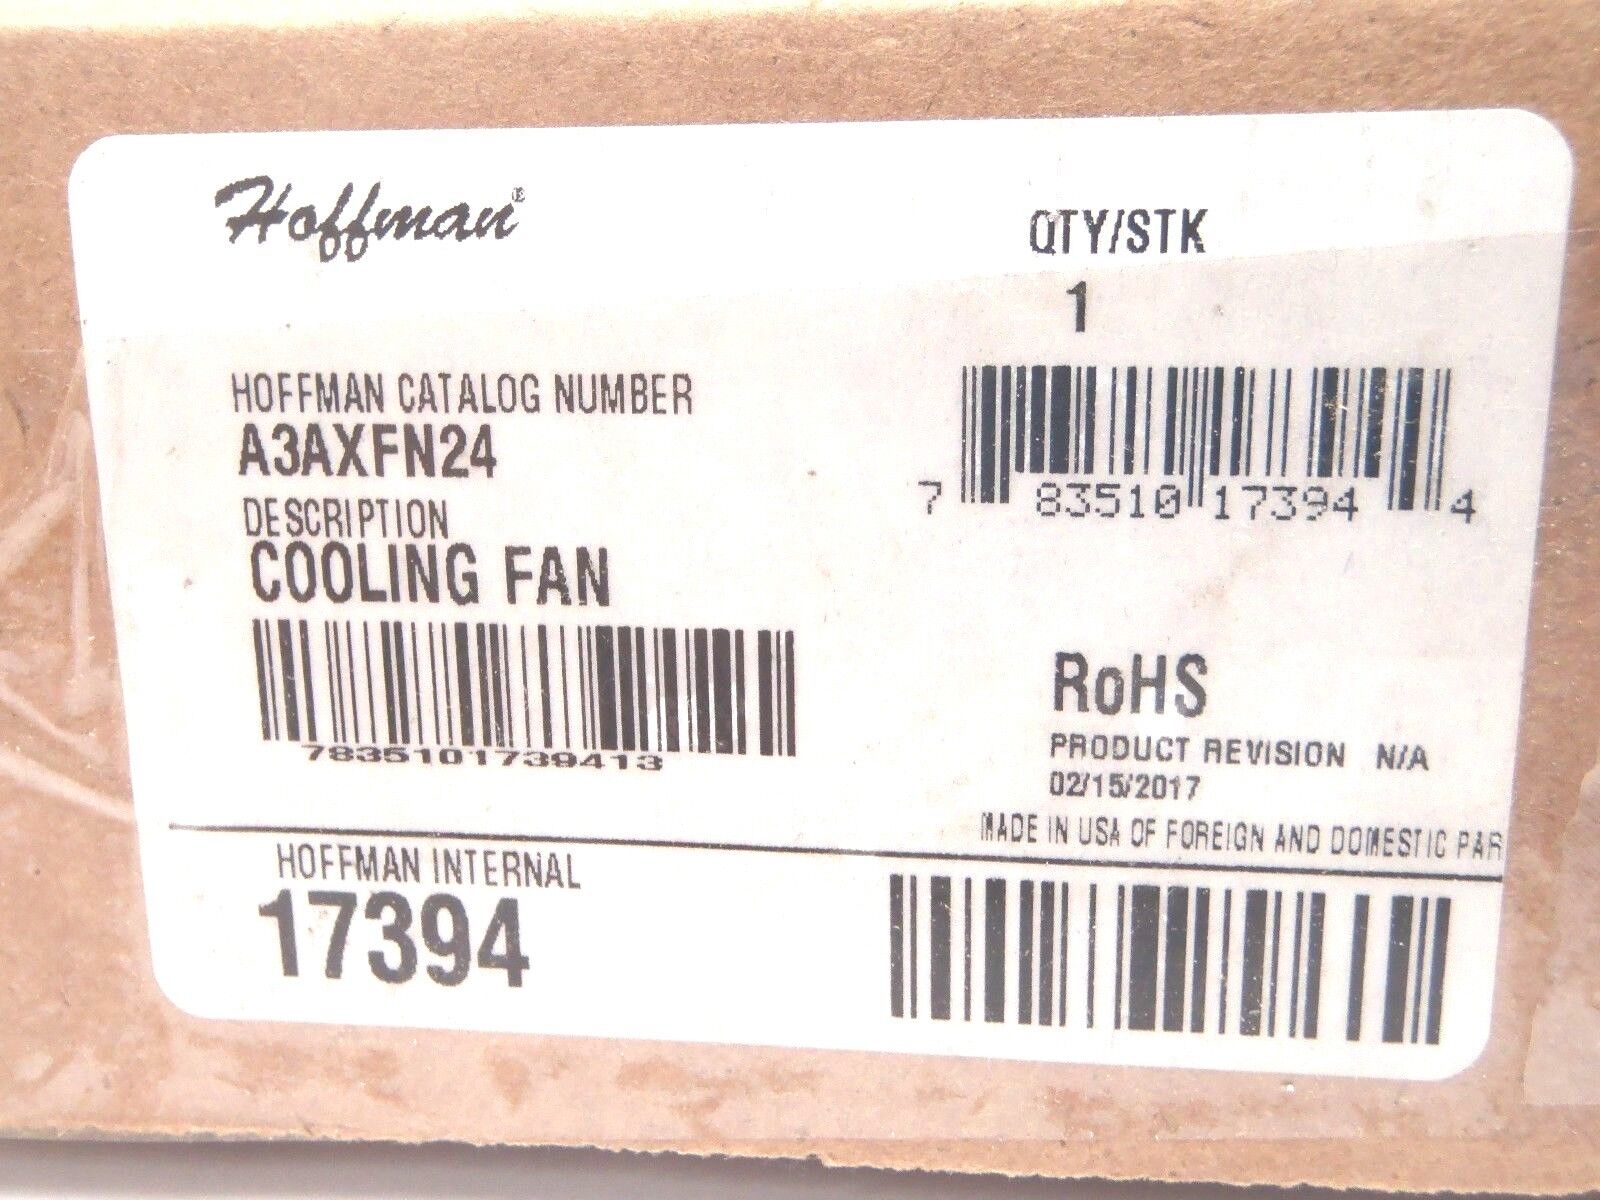 Hoffman®
QTY/STK
1
HOFFMAN CATALOG NUMBER
A3AXFN24
7 83510 17394 4
DESCRIPTION
COOLING FAN
7835101739413
RoHS
PRODUCT REVISION N/A
02/15/2017
MADE IN USA OF FOREIGN AND DOMESTIC PAR
HOFFMAN INTERNAL
17394